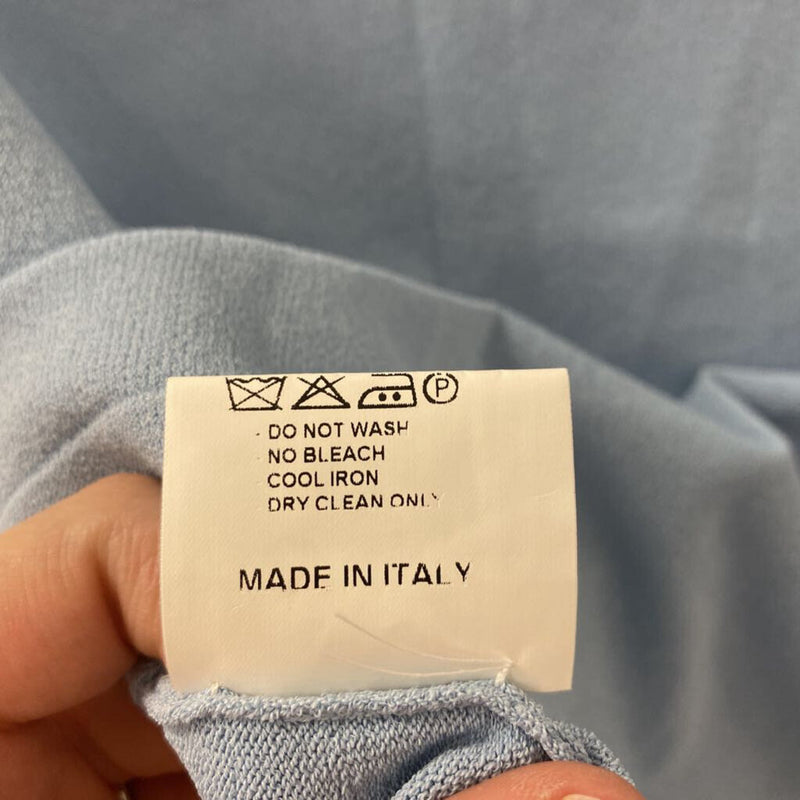 P
- DO NOT WASH
NO BLEACH
COOL IRON
DRY CLEAN ONLY
MADE IN ITALY